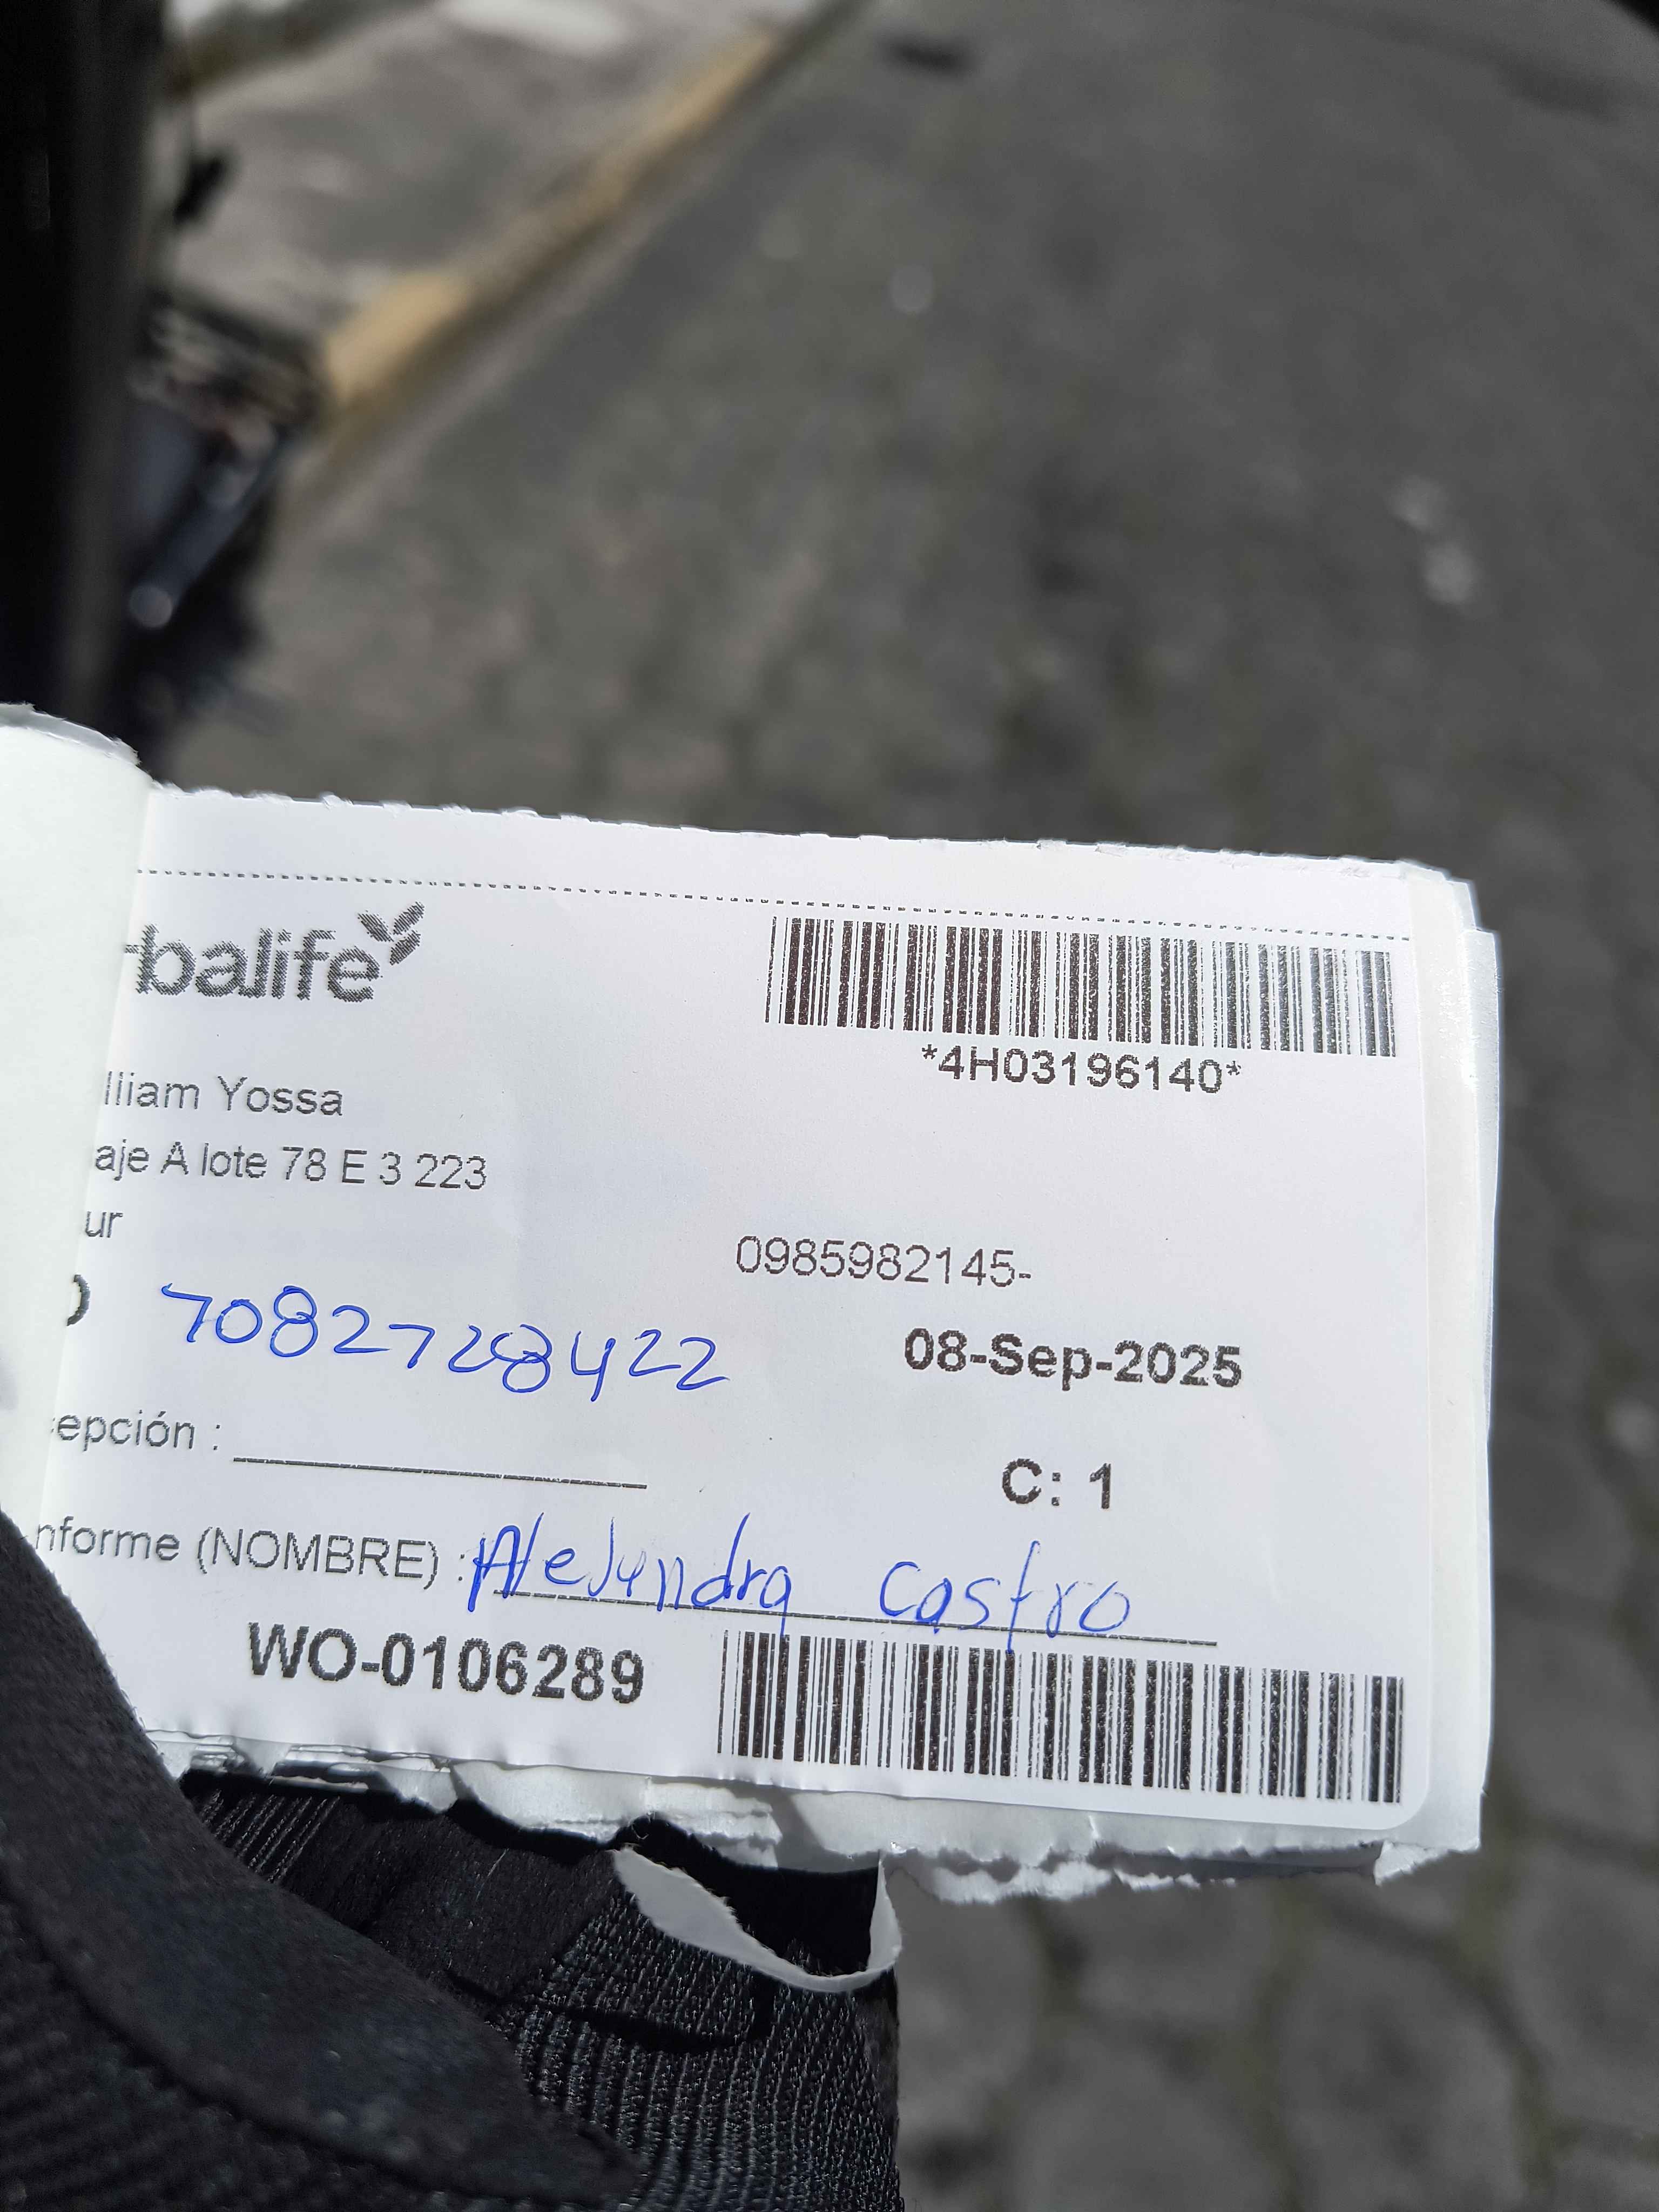 rbalife
*4H03196140*
lliam Yossa
aje A lote 78 E 3 223
ur
0985982145-
7082728422
08-Sep-2025
epción :
C: 1
nforme (NOMBRE) : Alejandra Castro
WO-0106289